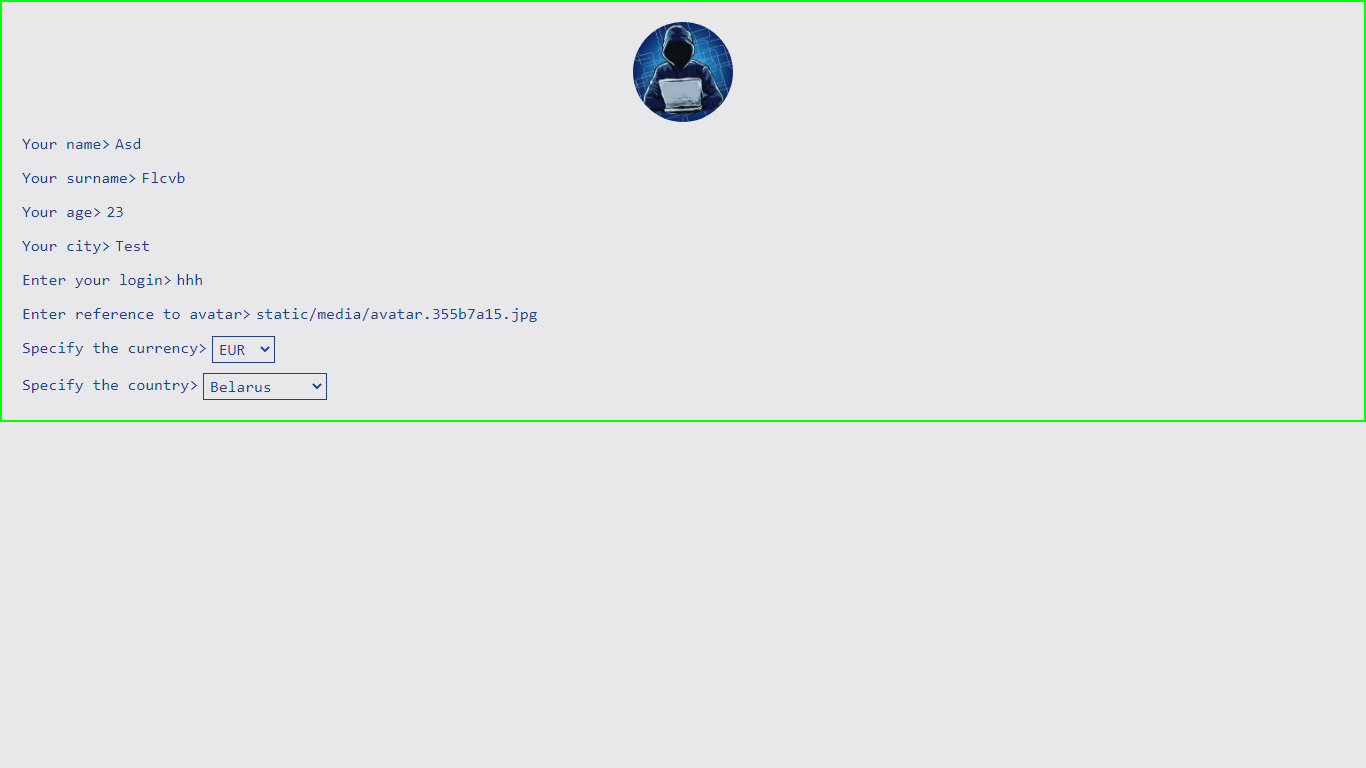 Your name> Asd
Your surname> Flcvb
Your age> 23
Your city> Test
Enter your login> hhh
Enter reference to avatar> static/media/avatar.355b7a15.jpg
Specify the currency> EUR
Specify the country> Belarus